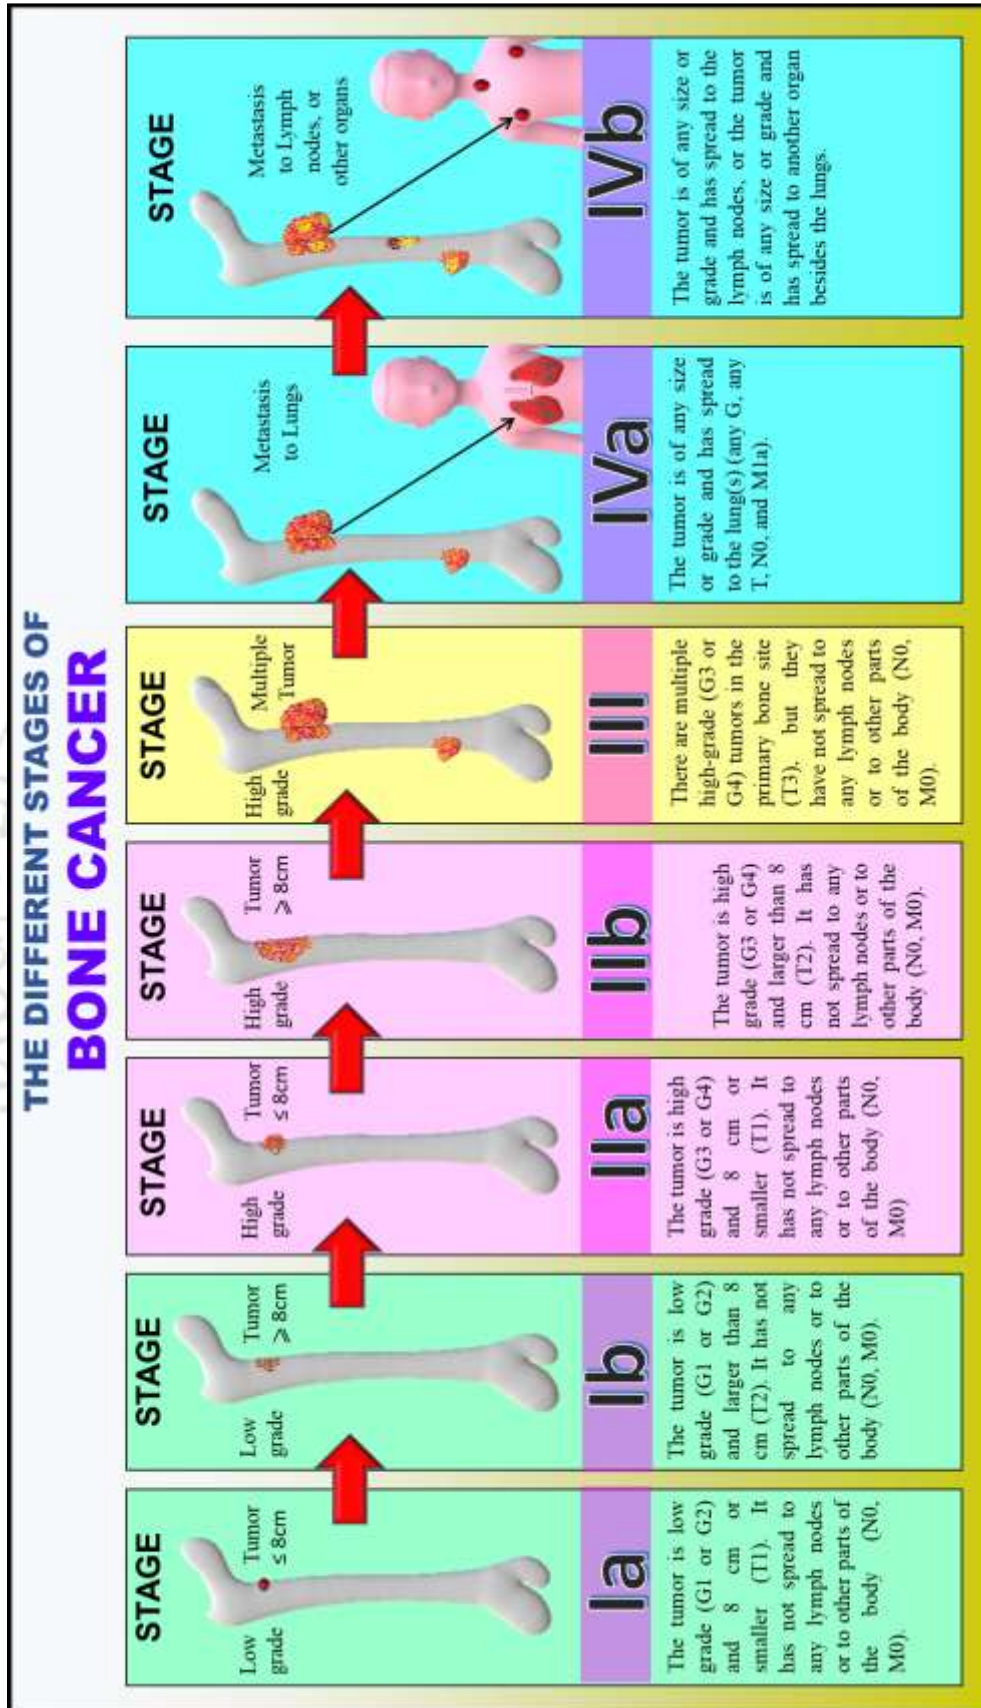 THE DIFFERENT STAGES OF
BONE CANCER
STAGE
Low
grade
Tumor
≤ 8cm
Ia
The tumor is low
grade (G1 or G2)
and 8 cm or
smaller (T1). It
has not spread to
any lymph nodes
or to other parts of
the body (N0,
M0).
STAGE
Low
grade
Tumor
⩾ 8cm
Ib
The tumor is low
grade (G1 or G2)
and larger than 8
cm (T2). It has not
spread to any
lymph nodes or to
other parts of the
body (N0, M0).
STAGE
High
grade
Tumor
≤ 8cm
IIa
The tumor is high
grade (G3 or G4)
and 8 cm or
smaller (T1). It
has not spread to
any lymph nodes
or to other parts
of the body (N0,
M0)
STAGE
High
grade
Tumor
⩾ 8cm
IIb
The tumor is high
grade (G3 or G4)
and larger than 8
cm (T2). It has
not spread to any
lymph nodes or to
other parts of the
body (N0, M0).
STAGE
High
grade
Multiple
Tumor
III
There are multiple
high-grade (G3 or
G4) tumors in the
primary bone site
(T3), but they
have not spread to
any lymph nodes
or to other parts
of the body (N0,
M0).
STAGE
Metastasis
to Lungs
IVa
The tumor is of any size
or grade and has spread
to the lung(s) (any G, any
T, N0, and M1a).
STAGE
Metastasis
to Lymph
nodes, or
other organs
IVb
The tumor is of any size or
grade and has spread to the
lymph nodes, or the tumor
is of any size or grade and
has spread to another organ
besides the lungs.